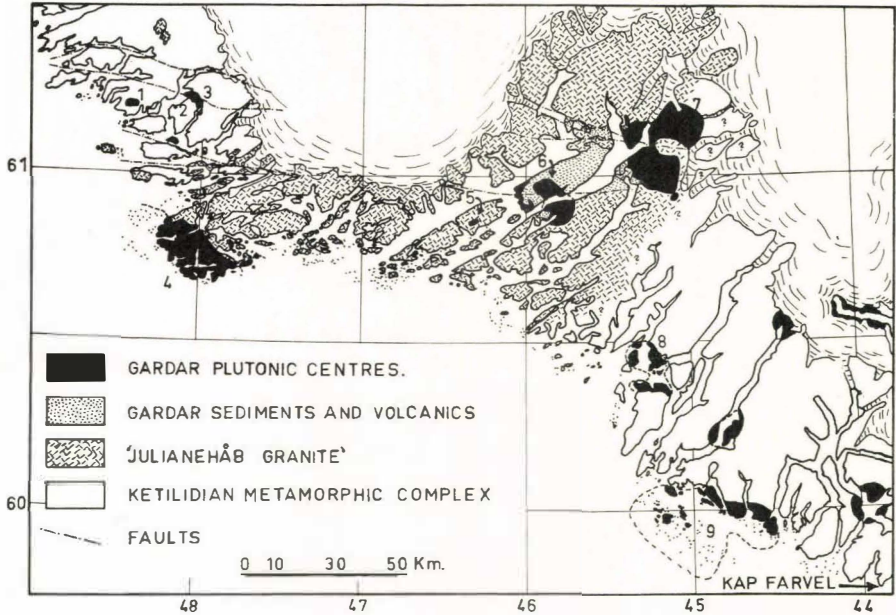 1
2
3
7
61
6
5
4
8
GARDAR PLUTONIC CENTRES.
GARDAR SEDIMENTS AND VOLCANICS
'JULIANEHÅB GRANITE'
KETILIDIAN METAMORPHIC COMPLEX
60
9
FAULTS
0 10 30 50 Km.
KAP FARVEL
48 47 46 45 44
? ? ?